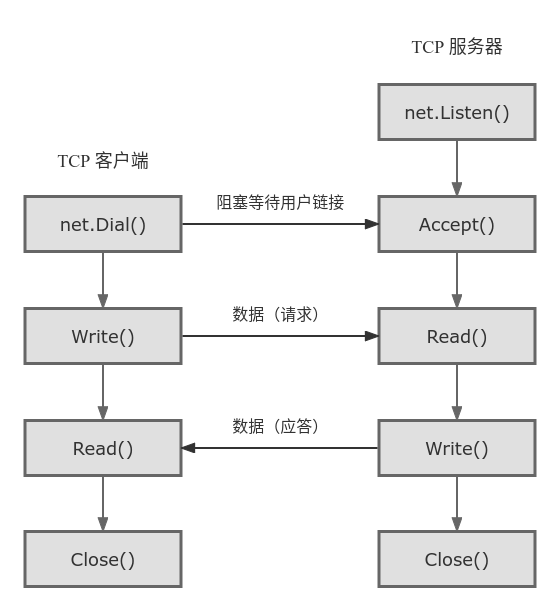 TCP 服务器
net.Listen()
TCP 客户端
net.Dial()
阻塞等待用户链接
Accept()
Write()
数据（请求）
Read()
Read()
数据（应答）
Write()
Close()
Close()